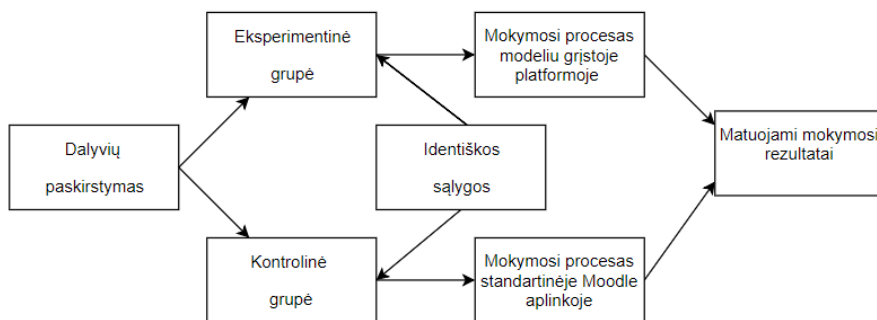 Eksperimentinė
grupė
Mokymosi procesas
modeliu grįstoje
platformoje
Dalyvių
paskirstymas
Identiškos
sąlygos
Matuojami mokymosi
rezultatai
Kontrolinė
grupė
Mokymosi procesas
standartinėje Moodle
aplinkoje